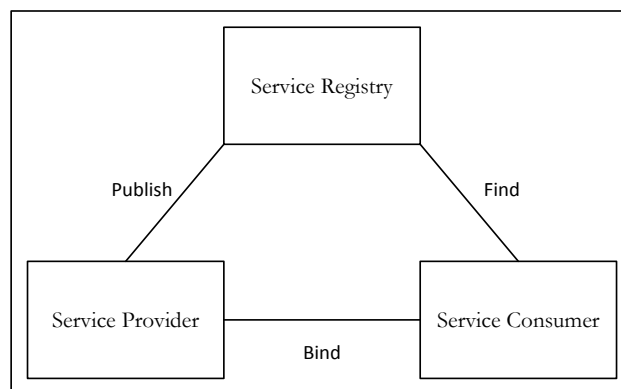 Service Registry
Publish
Find
Service Provider
Service Consumer
Bind